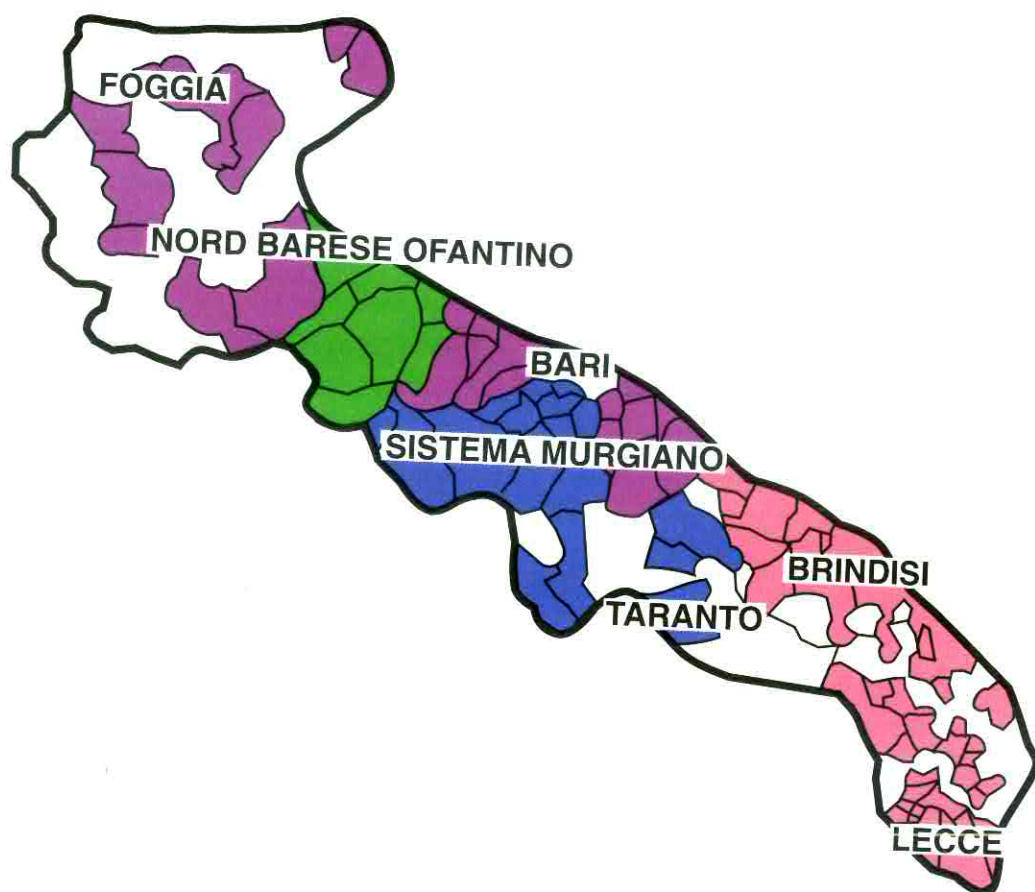 FOGGIA
NORD BARESE OFANTINO
BARI
SISTEMA MURGIANO
BRINDISI
TARANTO
LECCE